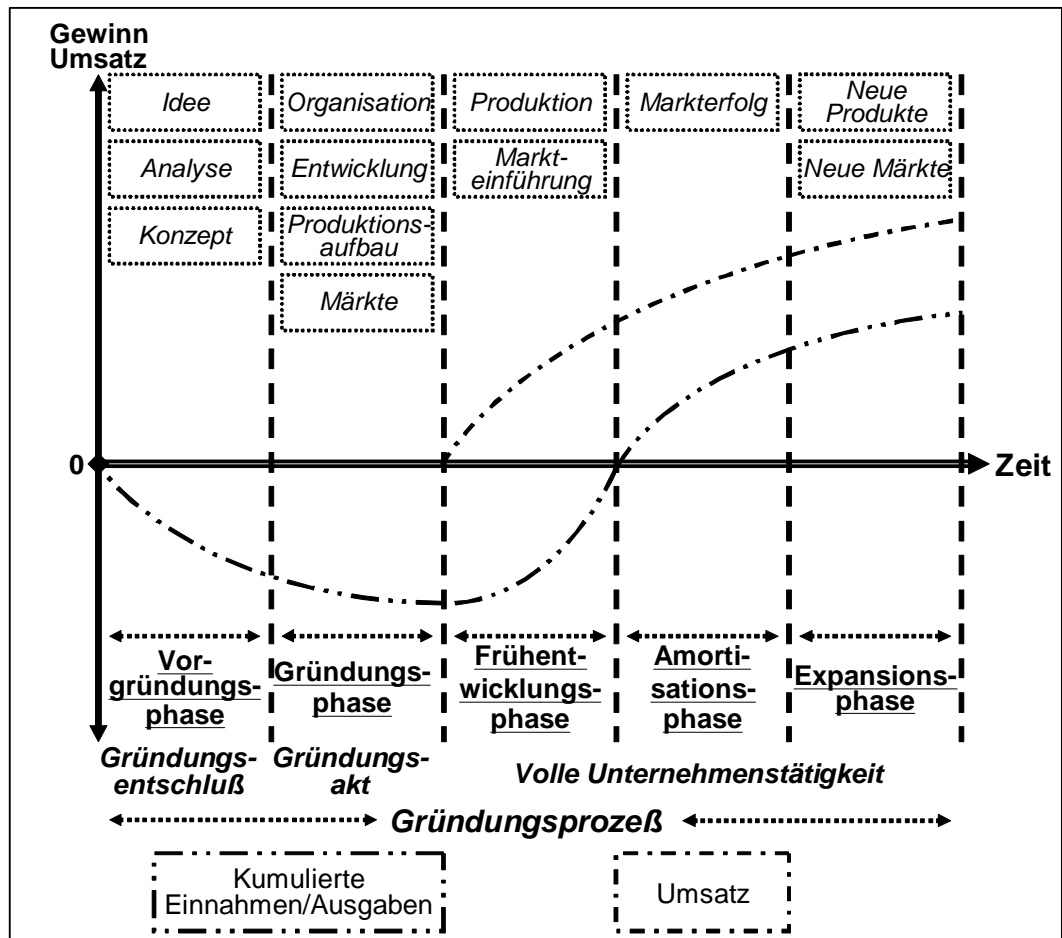 Gewinn
Umsatz
Idee
Organisation
Produktion
Markterfolg
Neue
Produkte
Analyse
Entwicklung
Markt-
einführung
Neue Märkte
Konzept
Produktions-
aufbau
Märkte
0
Zeit
Vor-
gründungs-
phase
Gründungs-
phase
Frühent-
wicklungs-
phase
Amorti-
sations-
phase
Expansions-
phase
Gründungs-
entschluß
Gründungs-
akt
Volle Unternehmenstätigkeit
Gründungsprozeß
Kumulierte
Einnahmen/Ausgaben
Umsatz